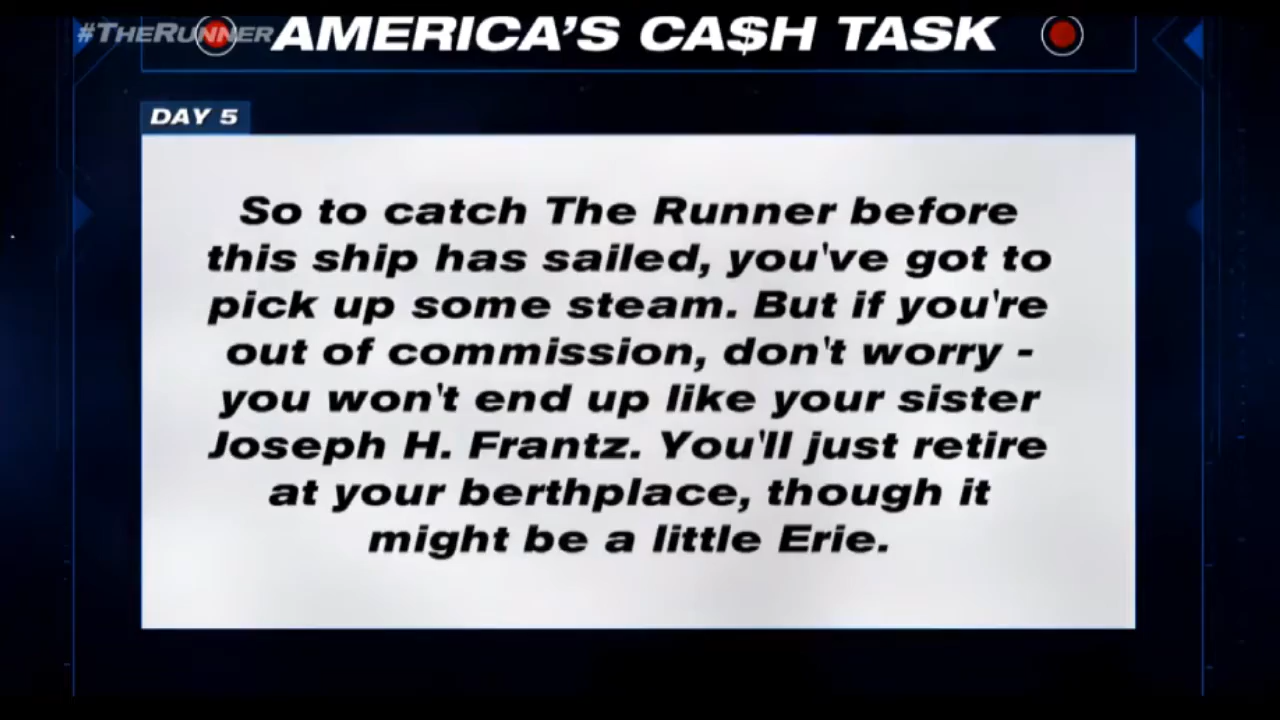 #TheRunner
AMERICA'S CA$H TASK
DAY 5
So to catch The Runner before
this ship has sailed, you've got to
pick up some steam. But if you're
out of commission, don't worry -
you won't end up like your sister
Joseph H. Frantz. You'll just retire
at your berthplace, though it
might be a little Erie.